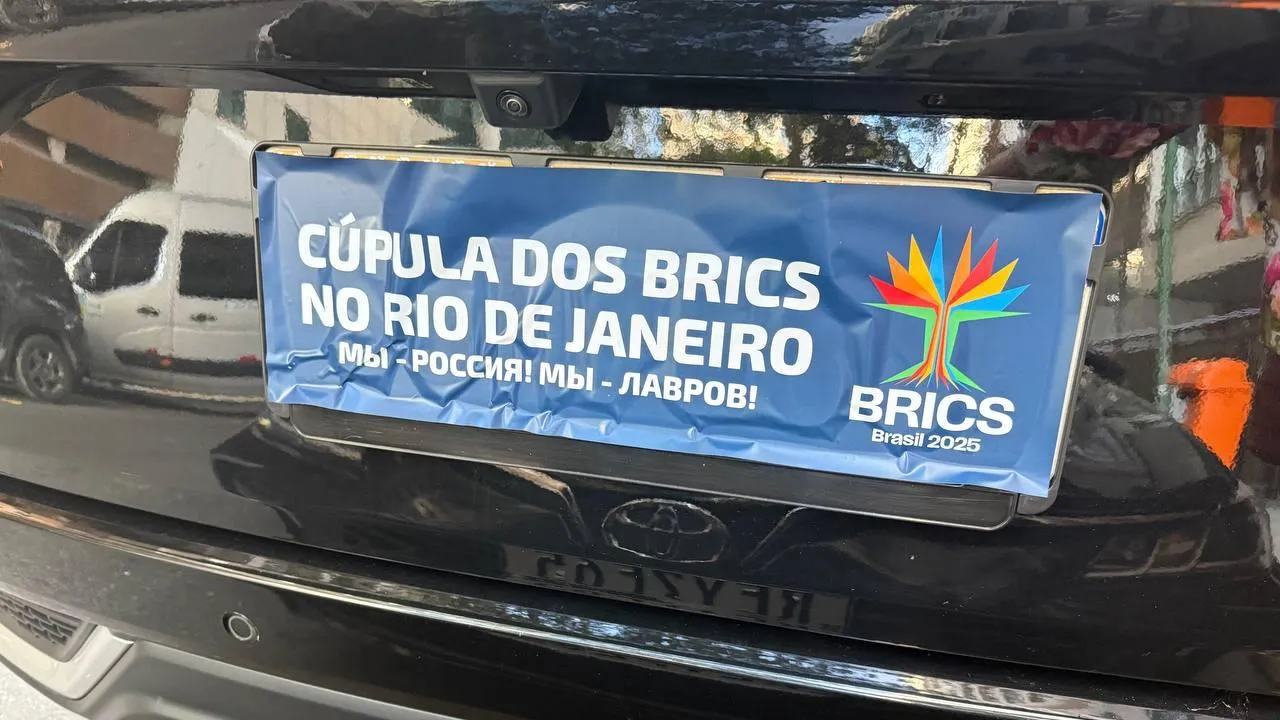 CÚPULA DOS BRICS
NO RIO DE JANEIRO
МЫ - РОССИЯ! МЫ - ЛАВРОВ!
BRICS
Brasil 2025